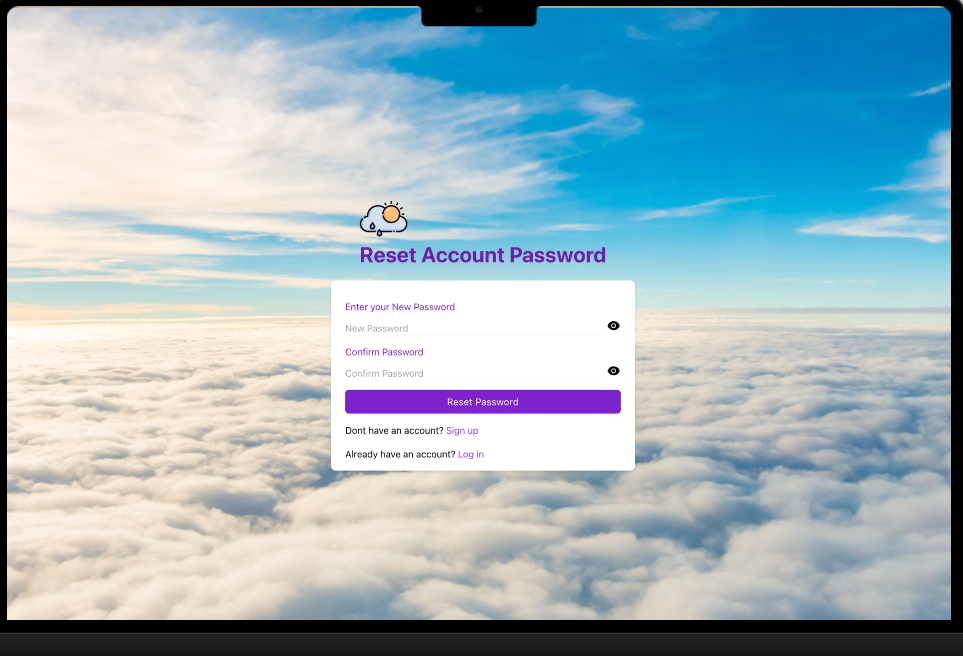 Reset Account Password
Enter your New Password
New Password
Confirm Password
Confirm Password
Reset Password
Dont have an account? Sign up
Already have an account? Log in